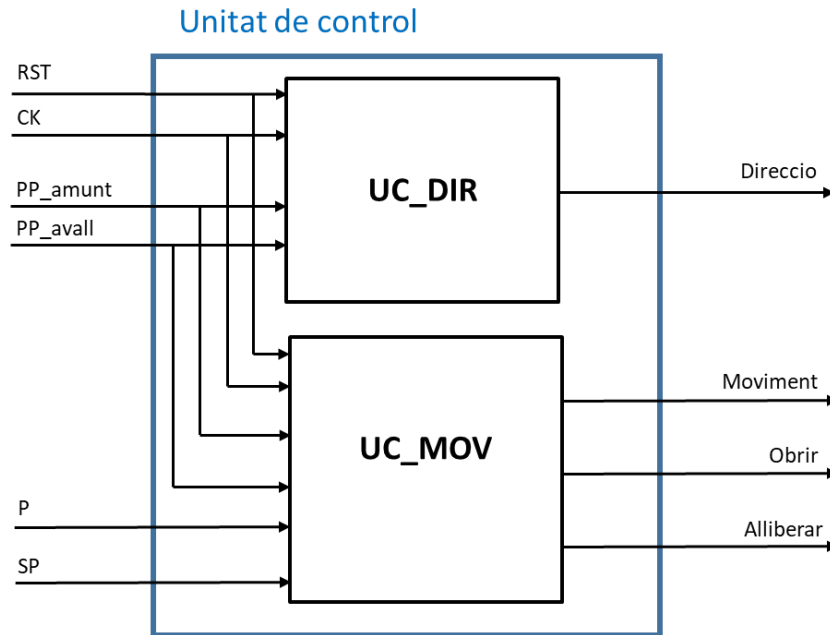 Unitat de control
RST
CK
PP_amunt
PP_avall
UC_DIR
Direccio
UC_MOV
Moviment
Obrir
Alliberar
P
SP